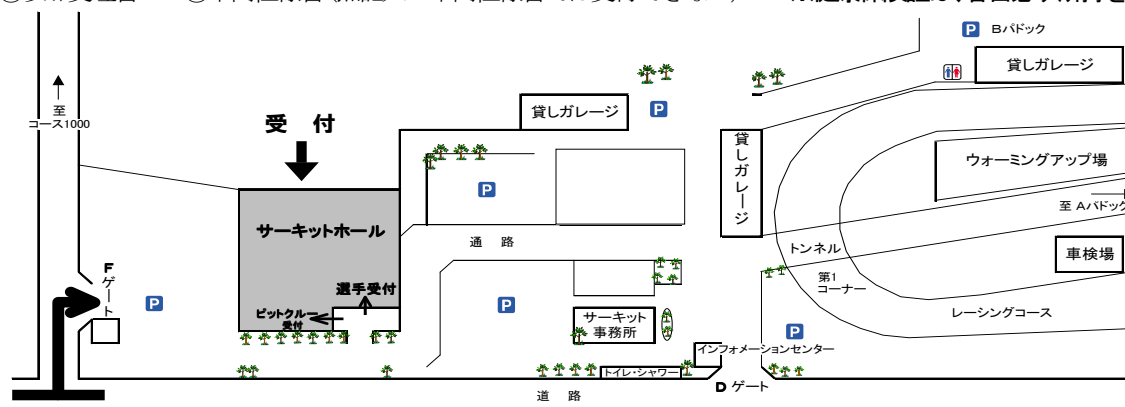 Bパドック
P
貸しガレージ
至
コース1000
受 付
貸しガレージ
P
貸しガレージ
ウォーミングアップ場
至 Aパドック
P
サーキットホール
通 路
トンネル
車検場
Fゲート
P
選手受付
ピットクルー
受付
P
第1
コーナー
レーシングコース
サーキット
事務所
P
インフォメーションセンター
トイレ・シャワー
D ゲート
道 路